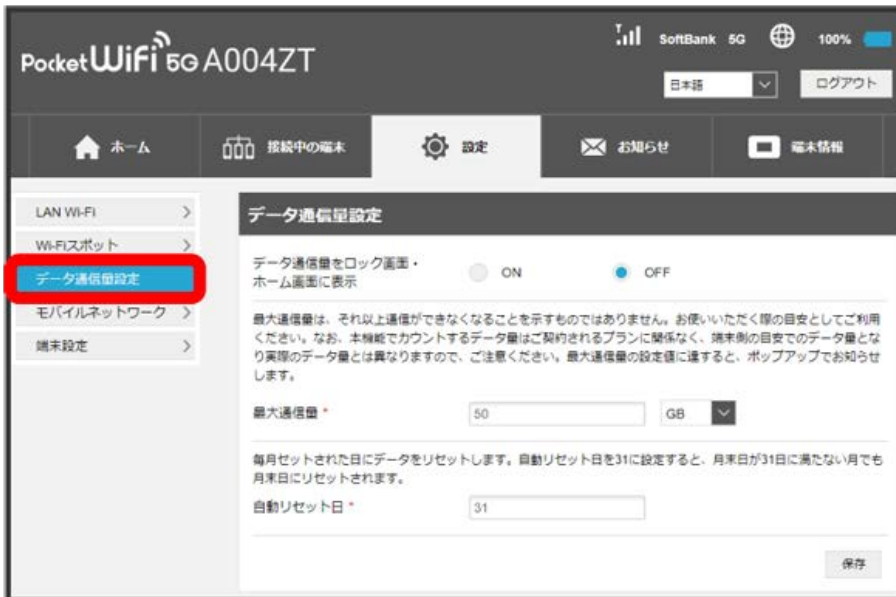 Pocket WiFi 5G A004ZT
SoftBank 5G 100%
日本語 ログアウト
ホーム 接続中の端末 設定 お知らせ 端末情報
LAN Wi-Fi
Wi-Fiスポット
データ通信量設定
モバイルネットワーク
端末設定
データ通信量設定
データ通信量をロック画面・
ホーム画面に表示
ON OFF
最大通信量は、それ以上通信ができなくなることを示すものではありません。お使いいただく際の目安としてご利用
ください。なお、本機能でカウントするデータ量はご契約されるプランに関係なく、端末側の目安でのデータ量とな
り実際のデータ量とは異なりますので、ご注意ください。最大通信量の設定値に達すると、ポップアップでお知らせ
します。
最大通信量 * 50 GB
毎月セットされた日にデータをリセットします。自動リセット日を31に設定すると、月末日が31日に満たない月でも
月末日にリセットされます。
自動リセット日 * 31
保存